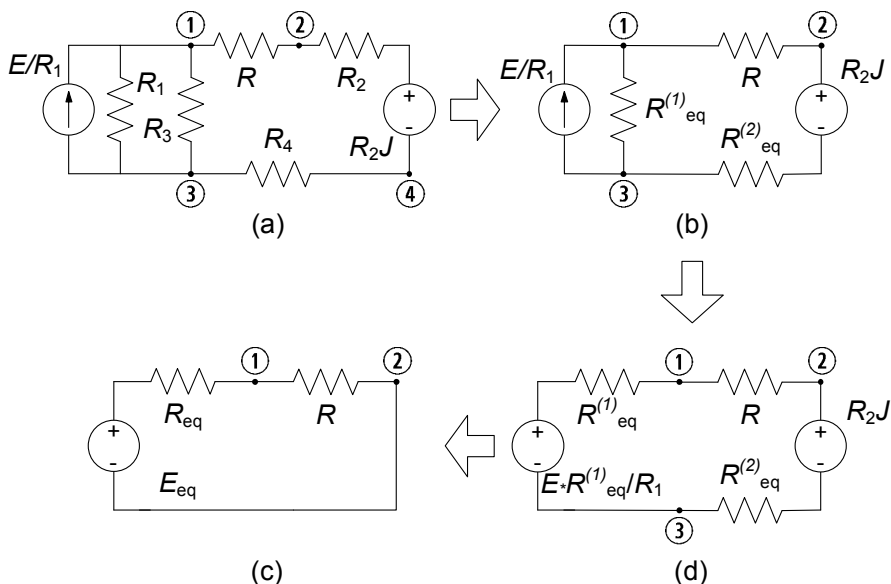 1
2
E/R1
R1
R3
R
R2
R4
R2J
+
-
3
4
(a)
1
2
E/R1
R(1)eq
R
R2J
+
-
R(2)eq
3
(b)
1
2
Req
R
+
-
Eeq
(c)
1
2
R(1)eq
R
R2J
+
-
+
-
E*R(1)eq/R1
R(2)eq
3
(d)